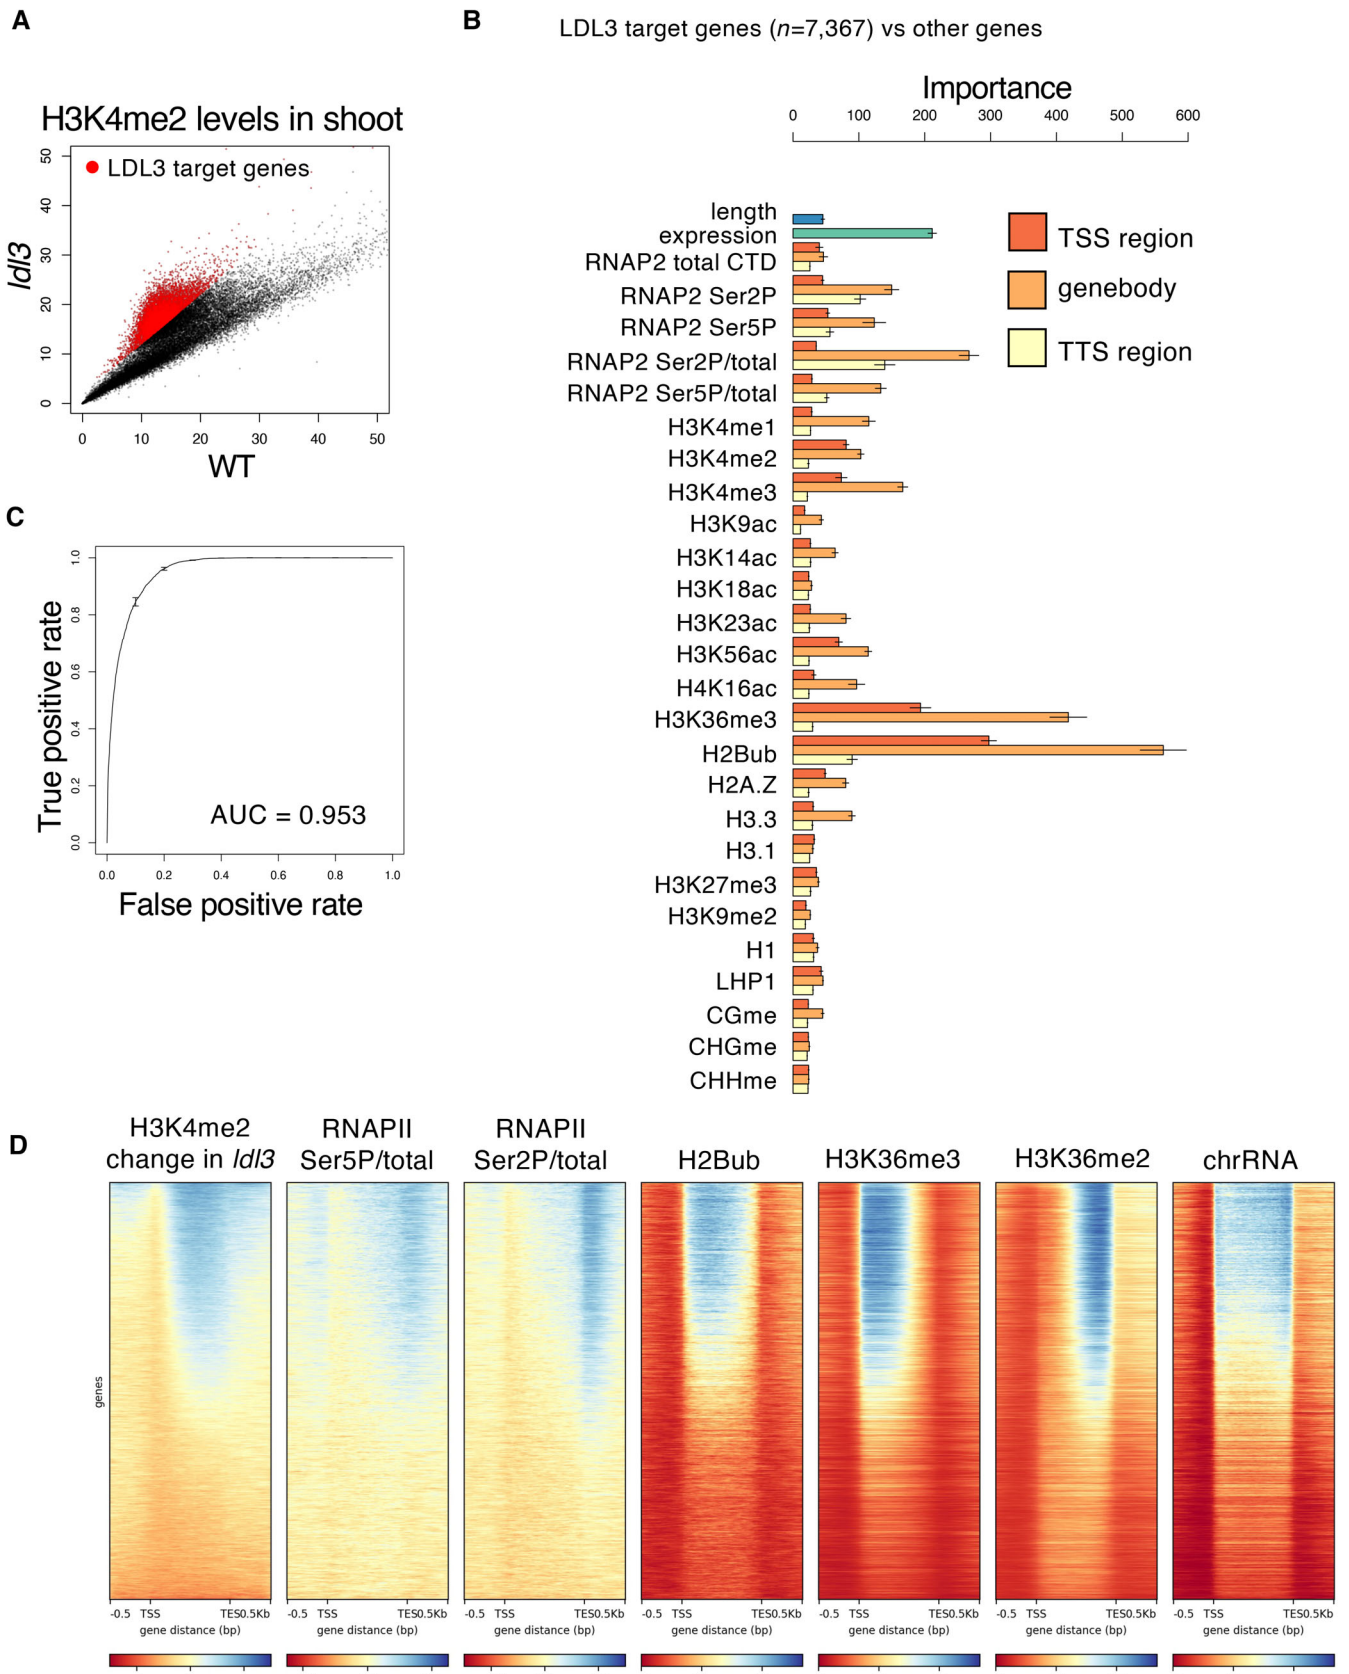 A
H3K4me2 levels in shoot
LDL3 target genes
ldl3
50
40
30
20
10
0
0 10 20 30 40 50
WT
B
LDL3 target genes (n=7,367) vs other genes
Importance
0 100 200 300 400 500 600
length
expression
RNAP2 total CTD
RNAP2 Ser2P
RNAP2 Ser5P
RNAP2 Ser2P/total
RNAP2 Ser5P/total
H3K4me1
H3K4me2
H3K4me3
H3K9ac
H3K14ac
H3K18ac
H3K23ac
H3K56ac
H4K16ac
H3K36me3
H2Bub
H2A.Z
H3.3
H3.1
H3K27me3
H3K9me2
H1
LHP1
CGme
CHGme
CHHme
TSS region
genebody
TTS region
C
True positive rate
1.0
0.8
0.6
0.4
0.2
0.0
AUC = 0.953
0.0 0.2 0.4 0.6 0.8 1.0
False positive rate
D
H3K4me2
change in ldl3
RNAPII
Ser5P/total
RNAPII
Ser2P/total
H2Bub
H3K36me3
H3K36me2
chrRNA
genes
-0.5 TSS TES0.5Kb
gene distance (bp)
-0.5 TSS TES0.5Kb
gene distance (bp)
-0.5 TSS TES0.5Kb
gene distance (bp)
-0.5 TSS TES0.5Kb
gene distance (bp)
-0.5 TSS TES0.5Kb
gene distance (bp)
-0.5 TSS TES0.5Kb
gene distance (bp)
-0.5 TSS TES0.5Kb
gene distance (bp)